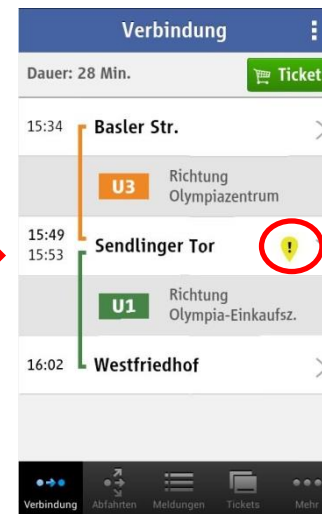 Verbindung
Dauer: 28 Min.
Ticket
15:34 Basler Str.
U3 Richtung
Olympiazentrum
15:49
15:53 Sendlinger Tor !
U1 Richtung
Olympia-Einkaufsz.
16:02 Westfriedhof
Verbindung Abfahrten Meldungen Tickets Mehr